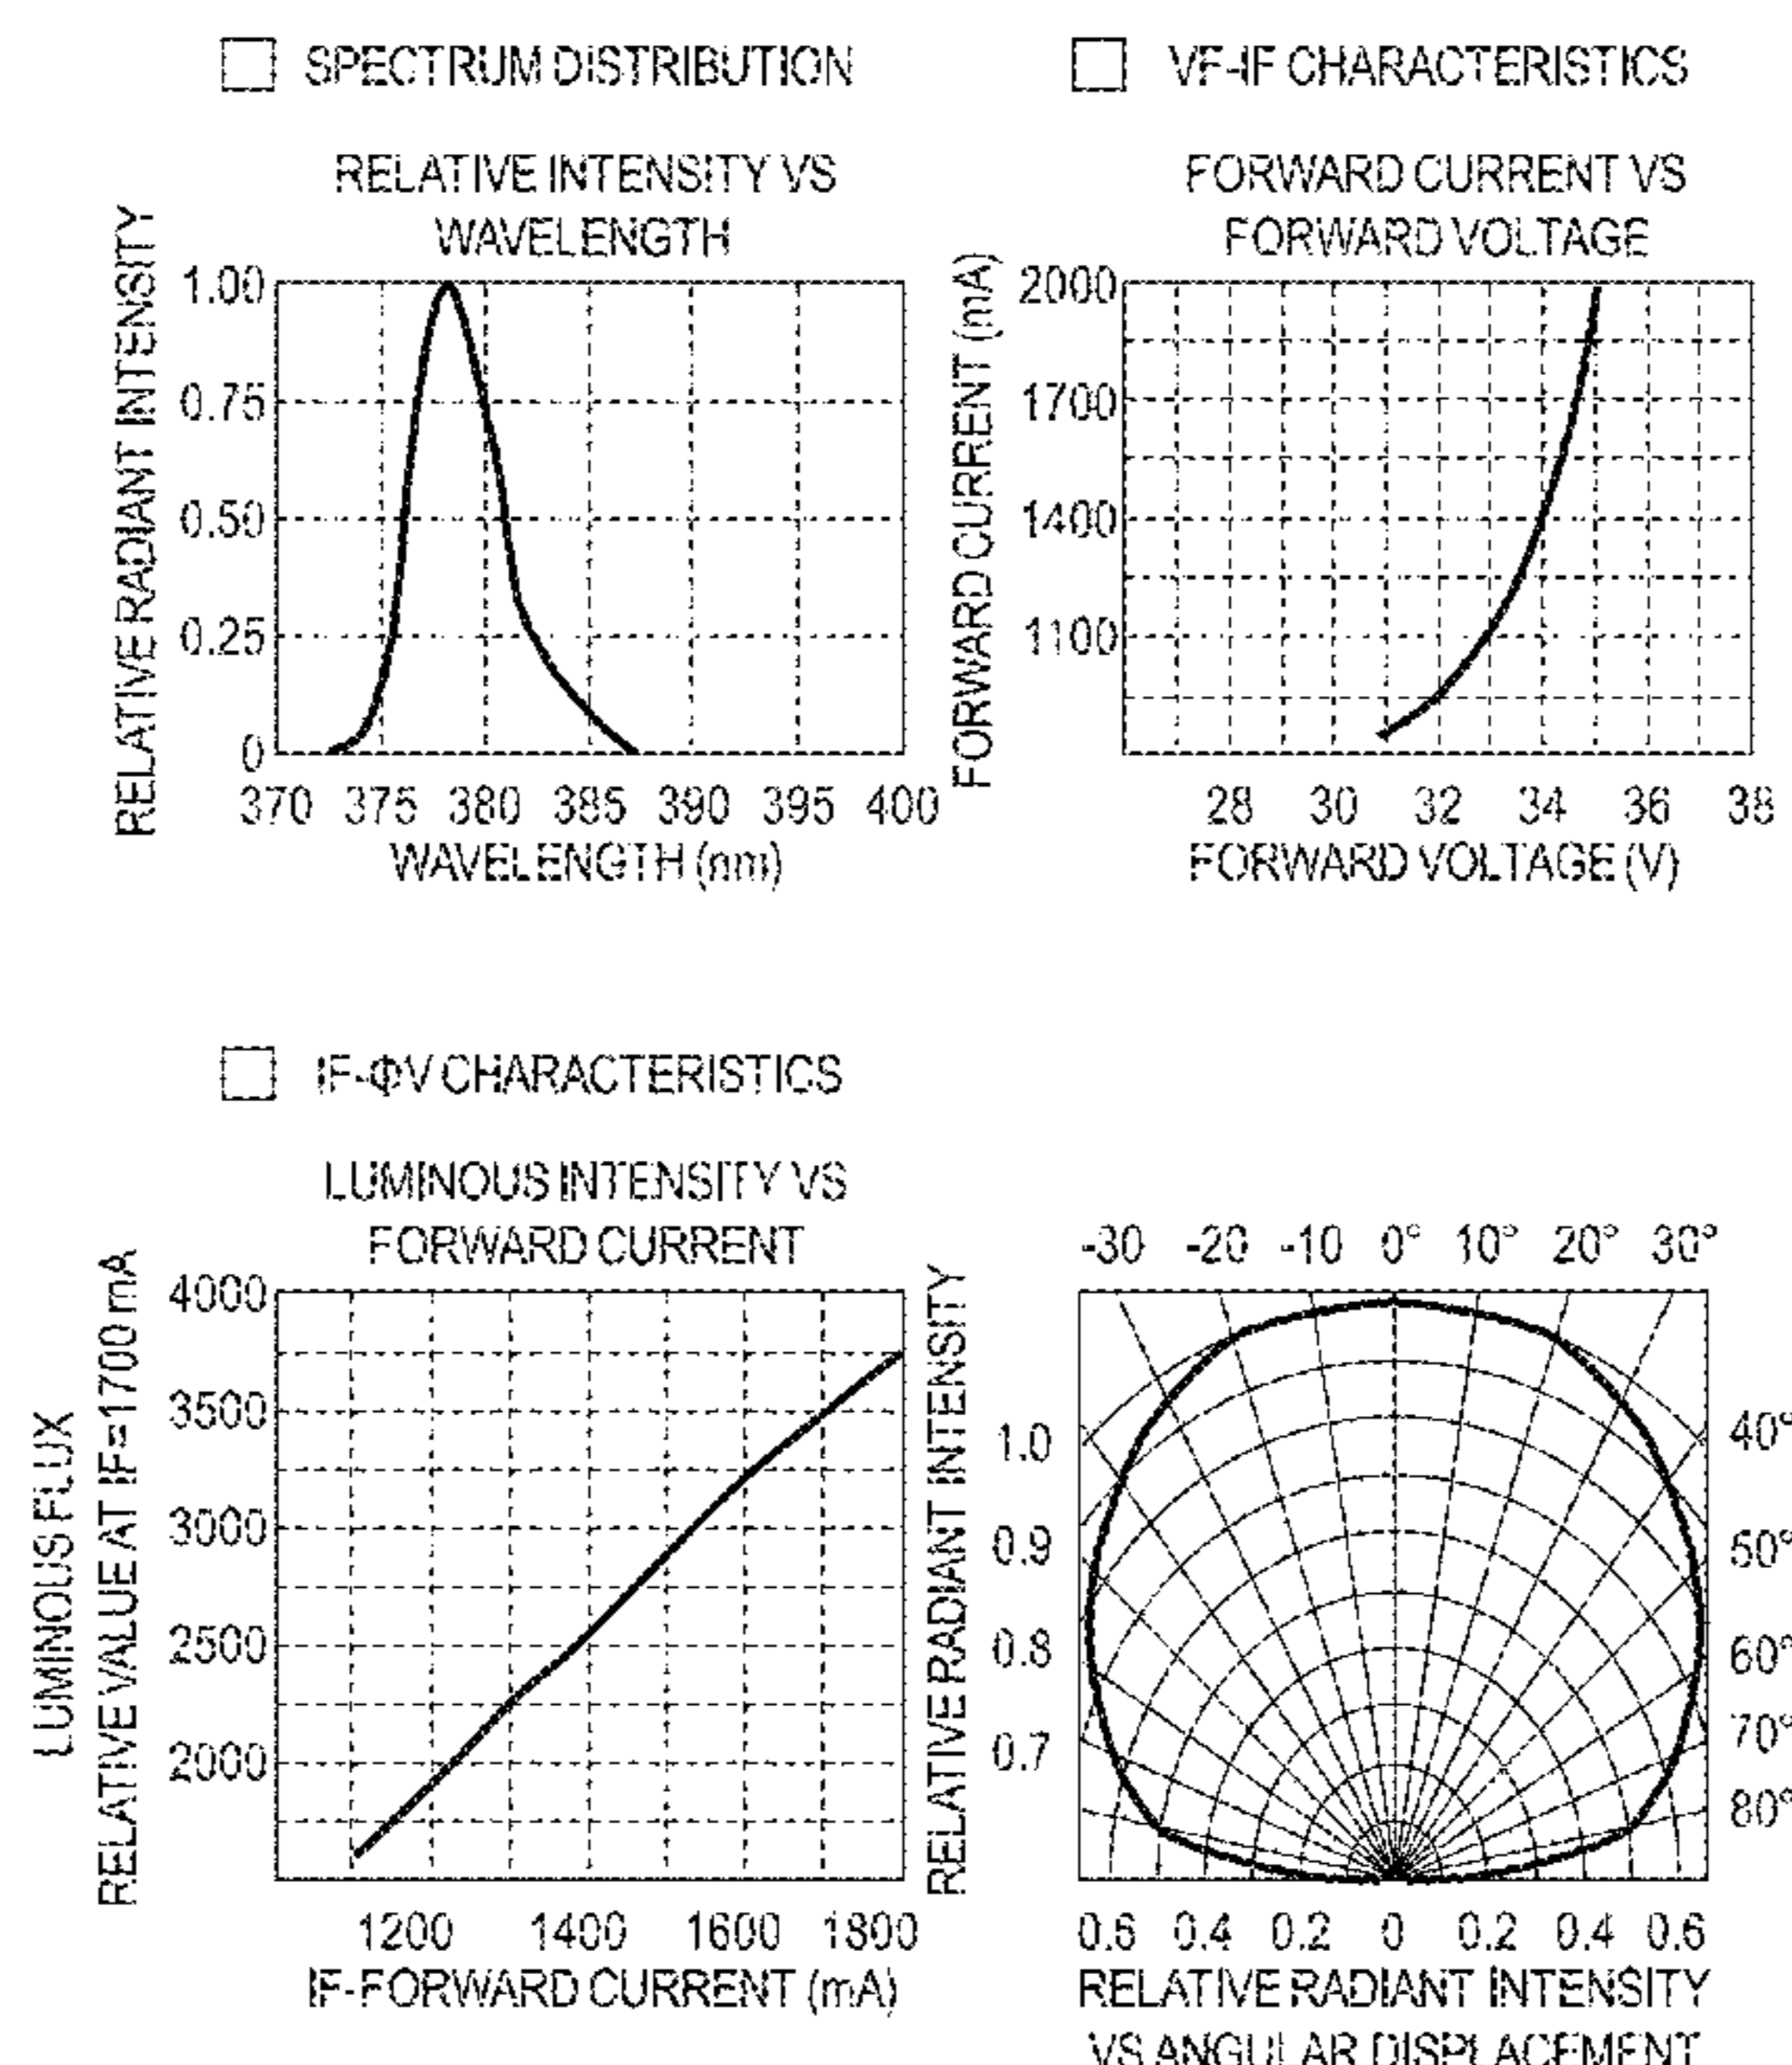 SPECTRUM DISTRIBUTION
RELATIVE INTENSITY VS
WAVELENGTH
RELATIVE RADIANT INTENSITY
1.00
0.75
0.50
0.25
0
370 375 380 385 390 395 400
WAVELENGTH (nm)
VF-IF CHARACTERISTICS
FORWARD CURRENT VS
FORWARD VOLTAGE
FORWARD CURRENT (mA)
2000
1700
1400
1100
28 30 32 34 36 38
FORWARD VOLTAGE (V)
IF-ΦV CHARACTERISTICS
LUMINOUS INTENSITY VS
FORWARD CURRENT
LUMINOUS FLUX
RELATIVE VALUE AT IF=1700 mA
4000
3500
3000
2500
2000
1200 1400 1600 1800
IF-FORWARD CURRENT (mA)
-30 -20 -10 0° 10° 20° 30°
RELATIVE RADIANT INTENSITY
1.0
0.9
0.8
0.7
40°
50°
60°
70°
80°
0.6 0.4 0.2 0 0.2 0.4 0.6
RELATIVE RADIANT INTENSITY
VS ANGULAR DISPLACEMENT